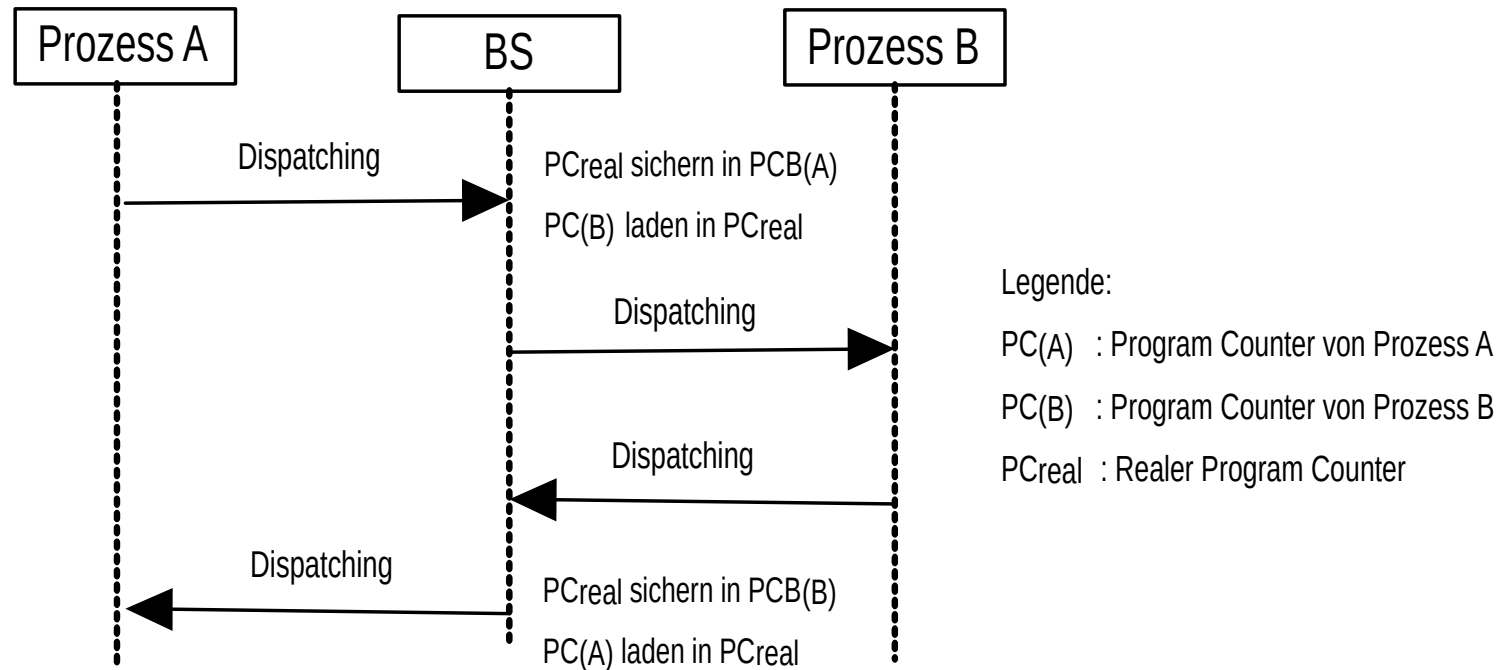 Prozess A
BS
Prozess B
Dispatching
PCreal sichern in PCB(A)
PC(B) laden in PCreal
Dispatching
Legende:
PC(A) : Program Counter von Prozess A
PC(B) : Program Counter von Prozess B
PCreal : Realer Program Counter
Dispatching
Dispatching
PCreal sichern in PCB(B)
PC(A) laden in PCreal